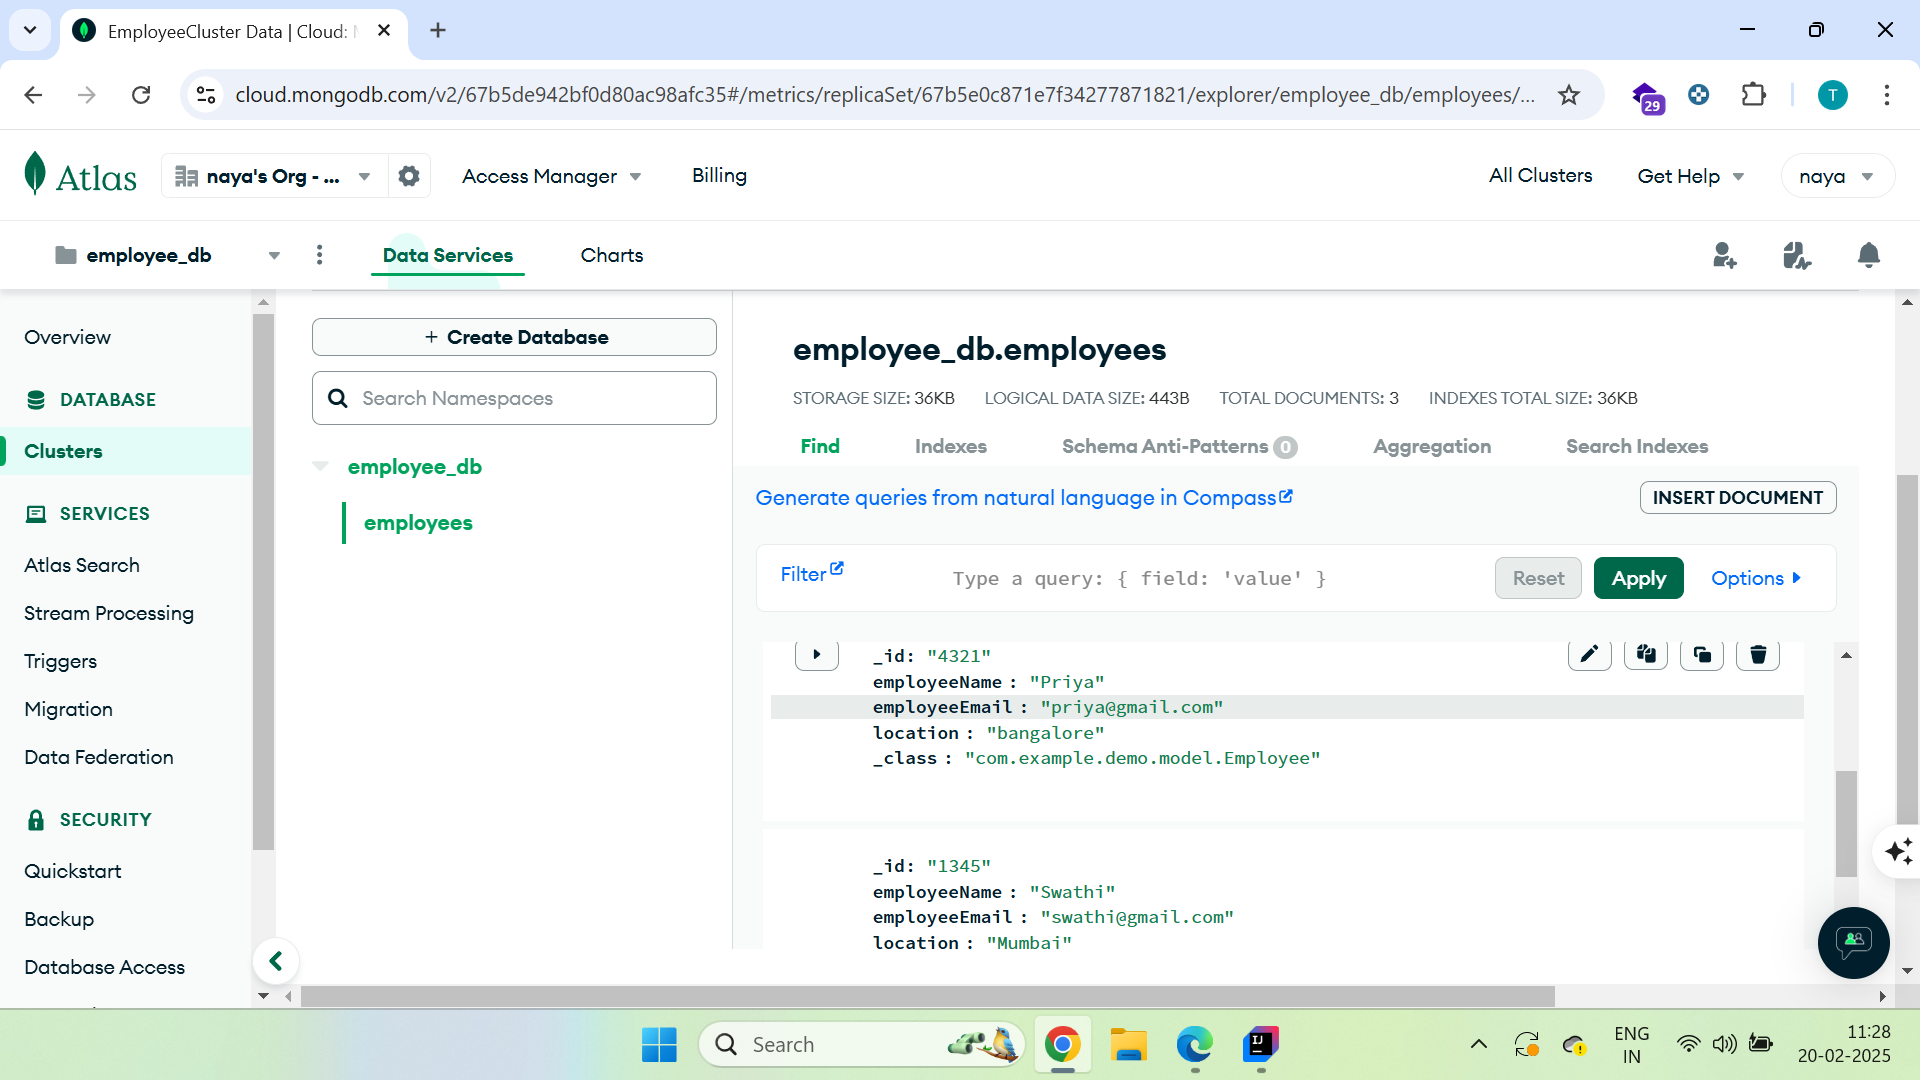 EmployeeCluster Data | Cloud:
cloud.mongodb.com/v2/67b5de942bf0d80ac98afc35#/metrics/replicaSet/67b5e0c871e7f34277871821/explorer/employee_db/employees/...
29
T
Atlas
naya's Org - ...
Access Manager
Billing
All Clusters
Get Help
naya
employee_db
Data Services
Charts
Overview
DATABASE
Clusters
SERVICES
Atlas Search
Stream Processing
Triggers
Migration
Data Federation
SECURITY
Quickstart
Backup
Database Access
+ Create Database
Search Namespaces
employee_db
employees
employee_db.employees
STORAGE SIZE: 36KB LOGICAL DATA SIZE: 443B TOTAL DOCUMENTS: 3 INDEXES TOTAL SIZE: 36KB
Find Indexes Schema Anti-Patterns 0 Aggregation Search Indexes
Generate queries from natural language in Compass
INSERT DOCUMENT
Filter
Type a query: { field: 'value' }
Reset
Apply
Options
_id: "4321"
employeeName : "Priya"
employeeEmail : "priya@gmail.com"
location : "bangalore"
_class : "com.example.demo.model.Employee"
_id: "1345"
employeeName : "Swathi"
employeeEmail : "swathi@gmail.com"
location : "Mumbai"
Search
IJ
ENG
IN
11:28
20-02-2025